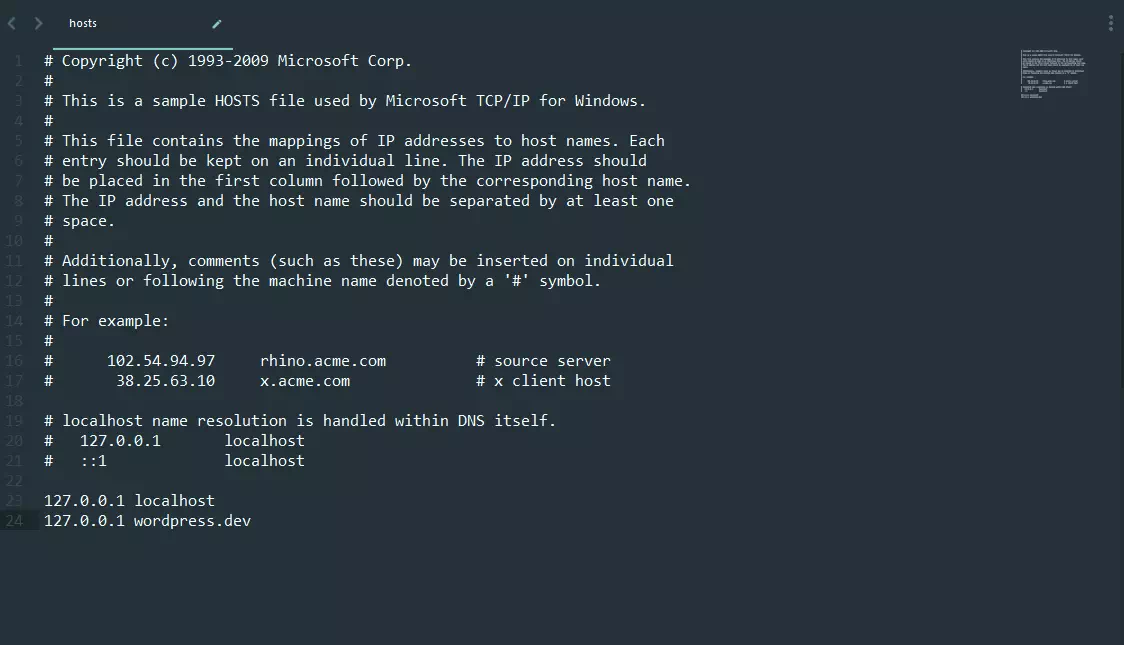 hosts
1 # Copyright (c) 1993-2009 Microsoft Corp.
2 #
3 # This is a sample HOSTS file used by Microsoft TCP/IP for Windows.
4 #
5 # This file contains the mappings of IP addresses to host names. Each
6 # entry should be kept on an individual line. The IP address should
7 # be placed in the first column followed by the corresponding host name.
8 # The IP address and the host name should be separated by at least one
9 # space.
10 #
11 # Additionally, comments (such as these) may be inserted on individual
12 # lines or following the machine name denoted by a '#' symbol.
13 #
14 # For example:
15 #
16 #      102.54.94.97     rhino.acme.com          # source server
17 #       38.25.63.10     x.acme.com              # x client host
18
19 # localhost name resolution is handled within DNS itself.
20 #   127.0.0.1       localhost
21 #   ::1             localhost
22
23 127.0.0.1 localhost
24 127.0.0.1 wordpress.dev